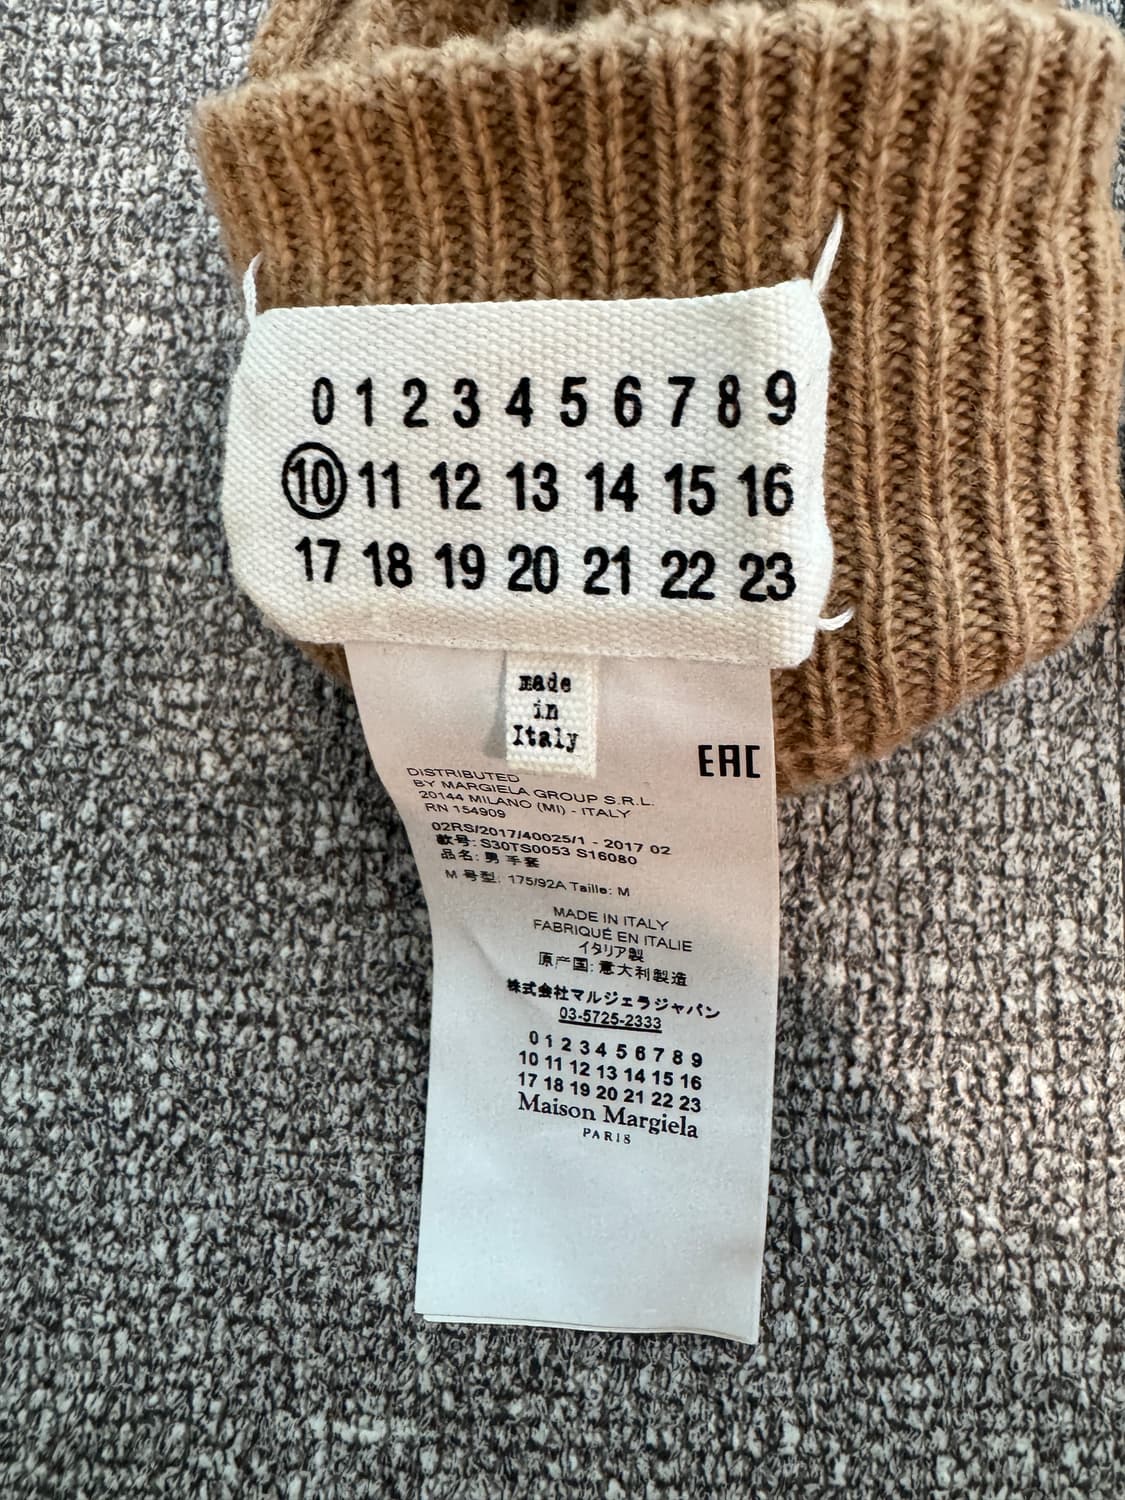 0 1 2 3 4 5 6 7 8 9
10 11 12 13 14 15 16
17 18 19 20 21 22 23
made
in
Italy
EAC
DISTRIBUTED
BY MARGIELA GROUP S.R.L.
20144 MILANO (MI) - ITALY
RN 154909
02RS/2017/40025/1 - 2017 02
款号: S30TS0053 S16080
品名: 男 手套
M 号型: 175/92A Taille: M
MADE IN ITALY
FABRIQUÉ EN ITALIE
イタリア製
原产国: 意大利製造
株式会社マルジェラジャパン
03-5725-2333
0 1 2 3 4 5 6 7 8 9
10 11 12 13 14 15 16
17 18 19 20 21 22 23
Maison Margiela
PARIS